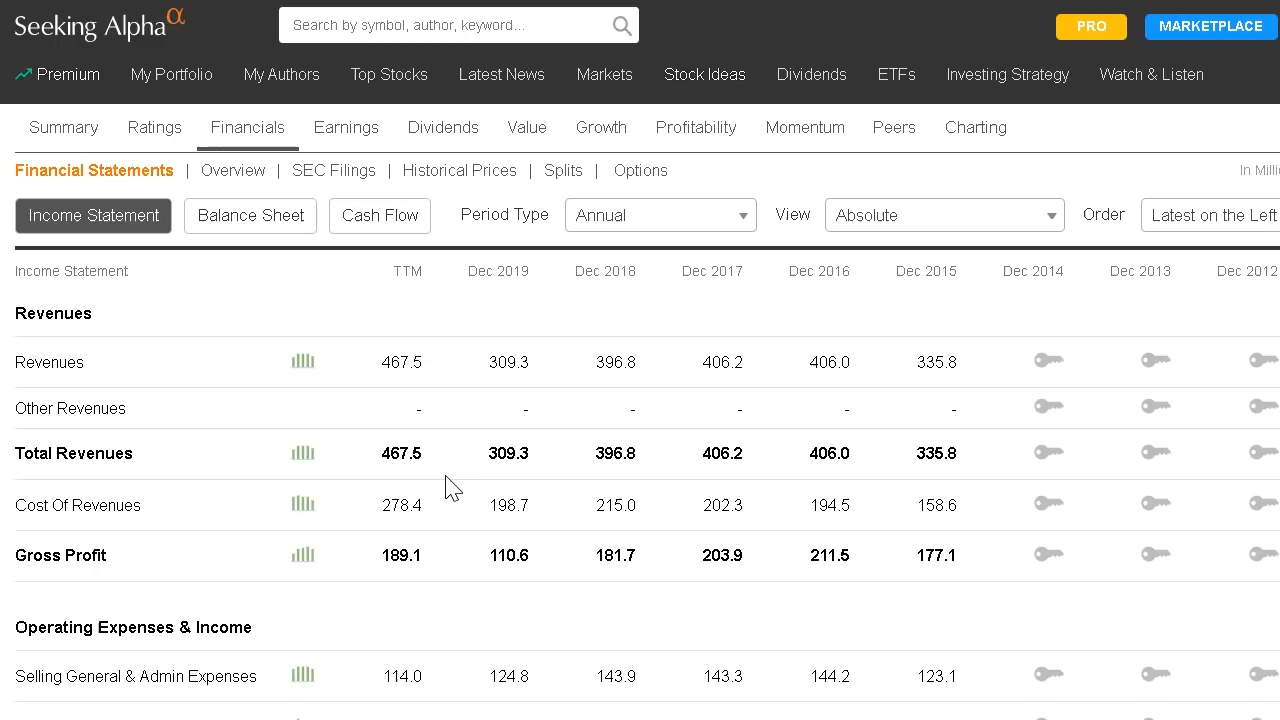 Seeking Alpha α
Search by symbol, author, keyword...
PRO
MARKETPLACE
Premium My Portfolio My Authors Top Stocks Latest News Markets Stock Ideas Dividends ETFs Investing Strategy Watch & Listen
Summary Ratings Financials Earnings Dividends Value Growth Profitability Momentum Peers Charting
Financial Statements | Overview | SEC Filings | Historical Prices | Splits | Options In Milli
Income Statement Balance Sheet Cash Flow Period Type Annual View Absolute Order Latest on the Left
Income Statement TTM Dec 2019 Dec 2018 Dec 2017 Dec 2016 Dec 2015 Dec 2014 Dec 2013 Dec 2012
Revenues
Revenues 467.5 309.3 396.8 406.2 406.0 335.8
Other Revenues - - - - - -
Total Revenues 467.5 309.3 396.8 406.2 406.0 335.8
Cost Of Revenues 278.4 198.7 215.0 202.3 194.5 158.6
Gross Profit 189.1 110.6 181.7 203.9 211.5 177.1
Operating Expenses & Income
Selling General & Admin Expenses 114.0 124.8 143.9 143.3 144.2 123.1